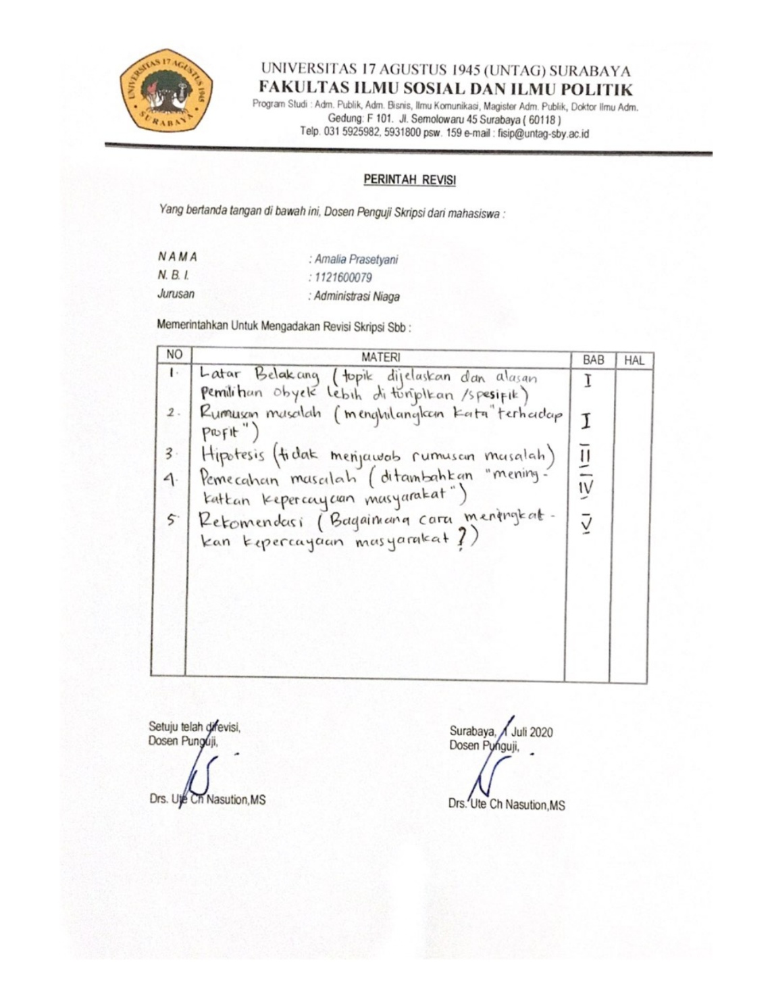 UNIVERSITAS 17 AGUSTUS 1945
SURABAYA
UNIVERSITAS 17 AGUSTUS 1945 (UNTAG) SURABAYA
FAKULTAS ILMU SOSIAL DAN ILMU POLITIK
Program Studi : Adm. Publik, Adm. Bisnis, Ilmu Komunikasi, Magister Adm. Publik, Doktor Ilmu Adm.
Gedung: F 101. Jl. Semolowaru 45 Surabaya ( 60118 )
Telp. 031 5925982, 5931800 psw. 159 e-mail : fisip@untag-sby.ac.id
PERINTAH REVISI
Yang bertanda tangan di bawah ini, Dosen Penguji Skripsi dari mahasiswa :
N A M A : Amalia Prasetyani
N. B. I. : 1121600079
Jurusan : Administrasi Niaga
Memerintahkan Untuk Mengadakan Revisi Skripsi Sbb :
NO MATERI BAB HAL
1. Latar Belakang ( topik dijelaskan dan alasan I
pemilihan obyek lebih ditunjolkan /spesifik)
2. Rumusan masalah ( menghilangkan kata "terhadap I
profit")
3. Hipotesis (tidak menjawab rumusan masalah) II
4. Pemecahan masalah ( ditambahkan "mening- IV
katkan kepercayaan masyarakat")
5. Rekomendasi ( Bagaimana cara meningkat- V
kan kepercayaan masyarakat ?)
Setuju telah direvisi,
Dosen Punguji,
Drs. Ute Ch Nasution,MS
Surabaya, 1 Juli 2020
Dosen Punguji,
Drs. Ute Ch Nasution,MS